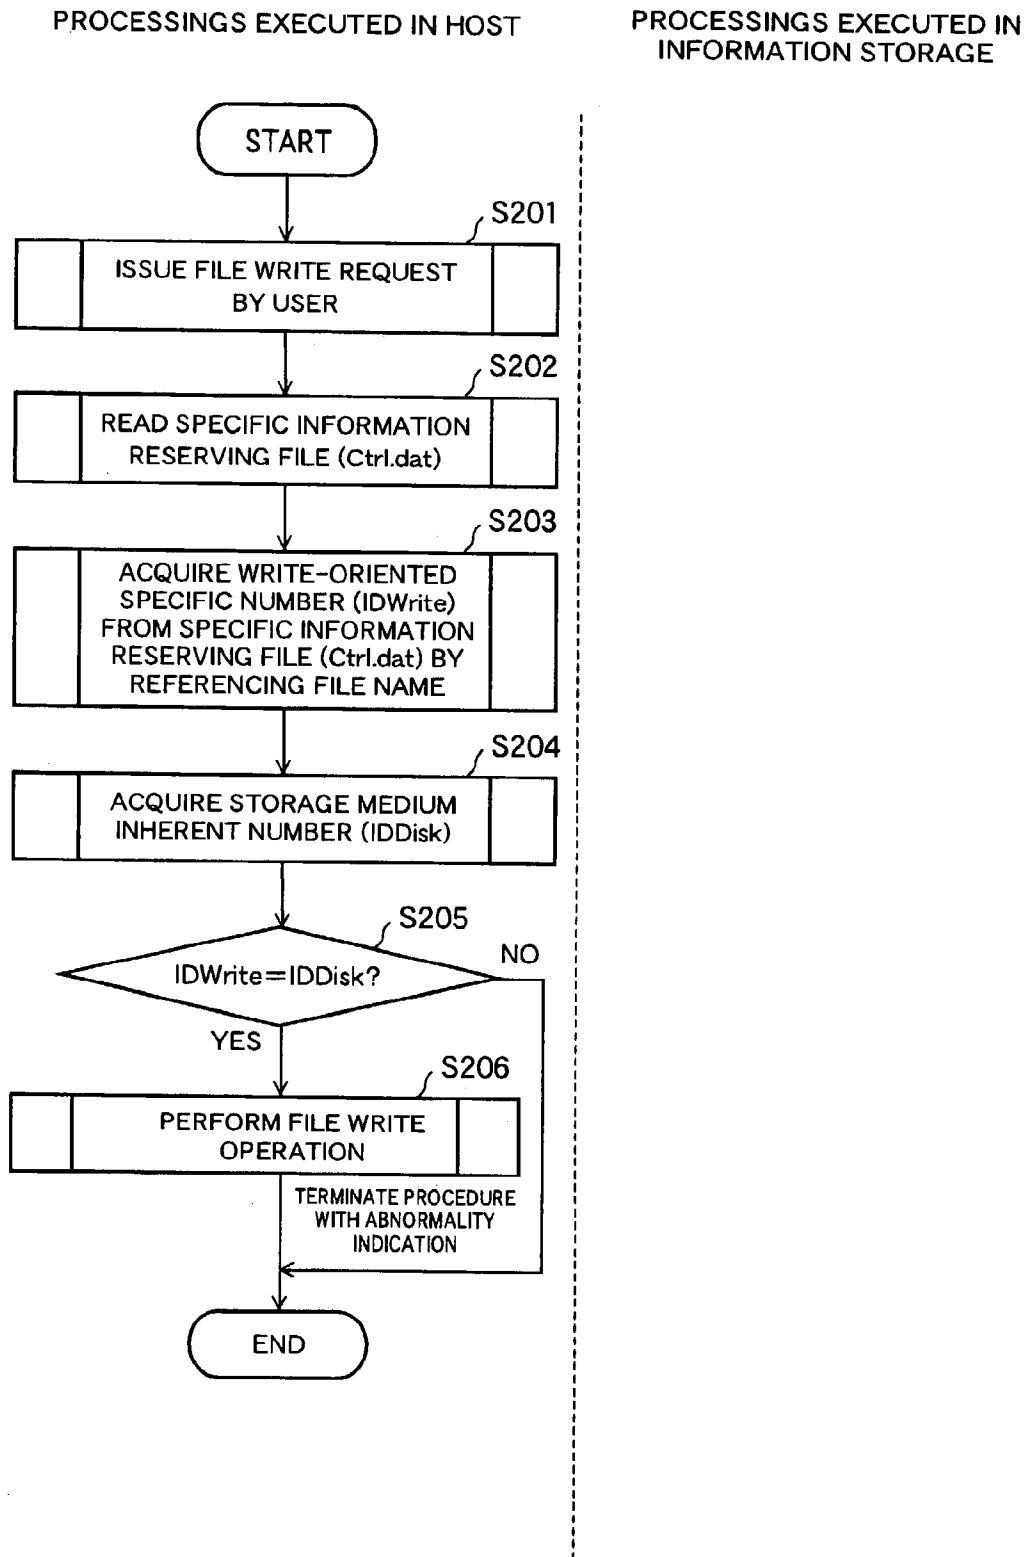 PROCESSINGS EXECUTED IN HOST
PROCESSINGS EXECUTED IN
INFORMATION STORAGE
START
S201
ISSUE FILE WRITE REQUEST
BY USER
S202
READ SPECIFIC INFORMATION
RESERVING FILE (Ctrl.dat)
S203
ACQUIRE WRITE-ORIENTED
SPECIFIC NUMBER (IDWrite)
FROM SPECIFIC INFORMATION
RESERVING FILE (Ctrl.dat) BY
REFERENCING FILE NAME
S204
ACQUIRE STORAGE MEDIUM
INHERENT NUMBER (IDDisk)
S205
IDWrite=IDDisk?
NO
YES
S206
PERFORM FILE WRITE
OPERATION
TERMINATE PROCEDURE
WITH ABNORMALITY
INDICATION
END